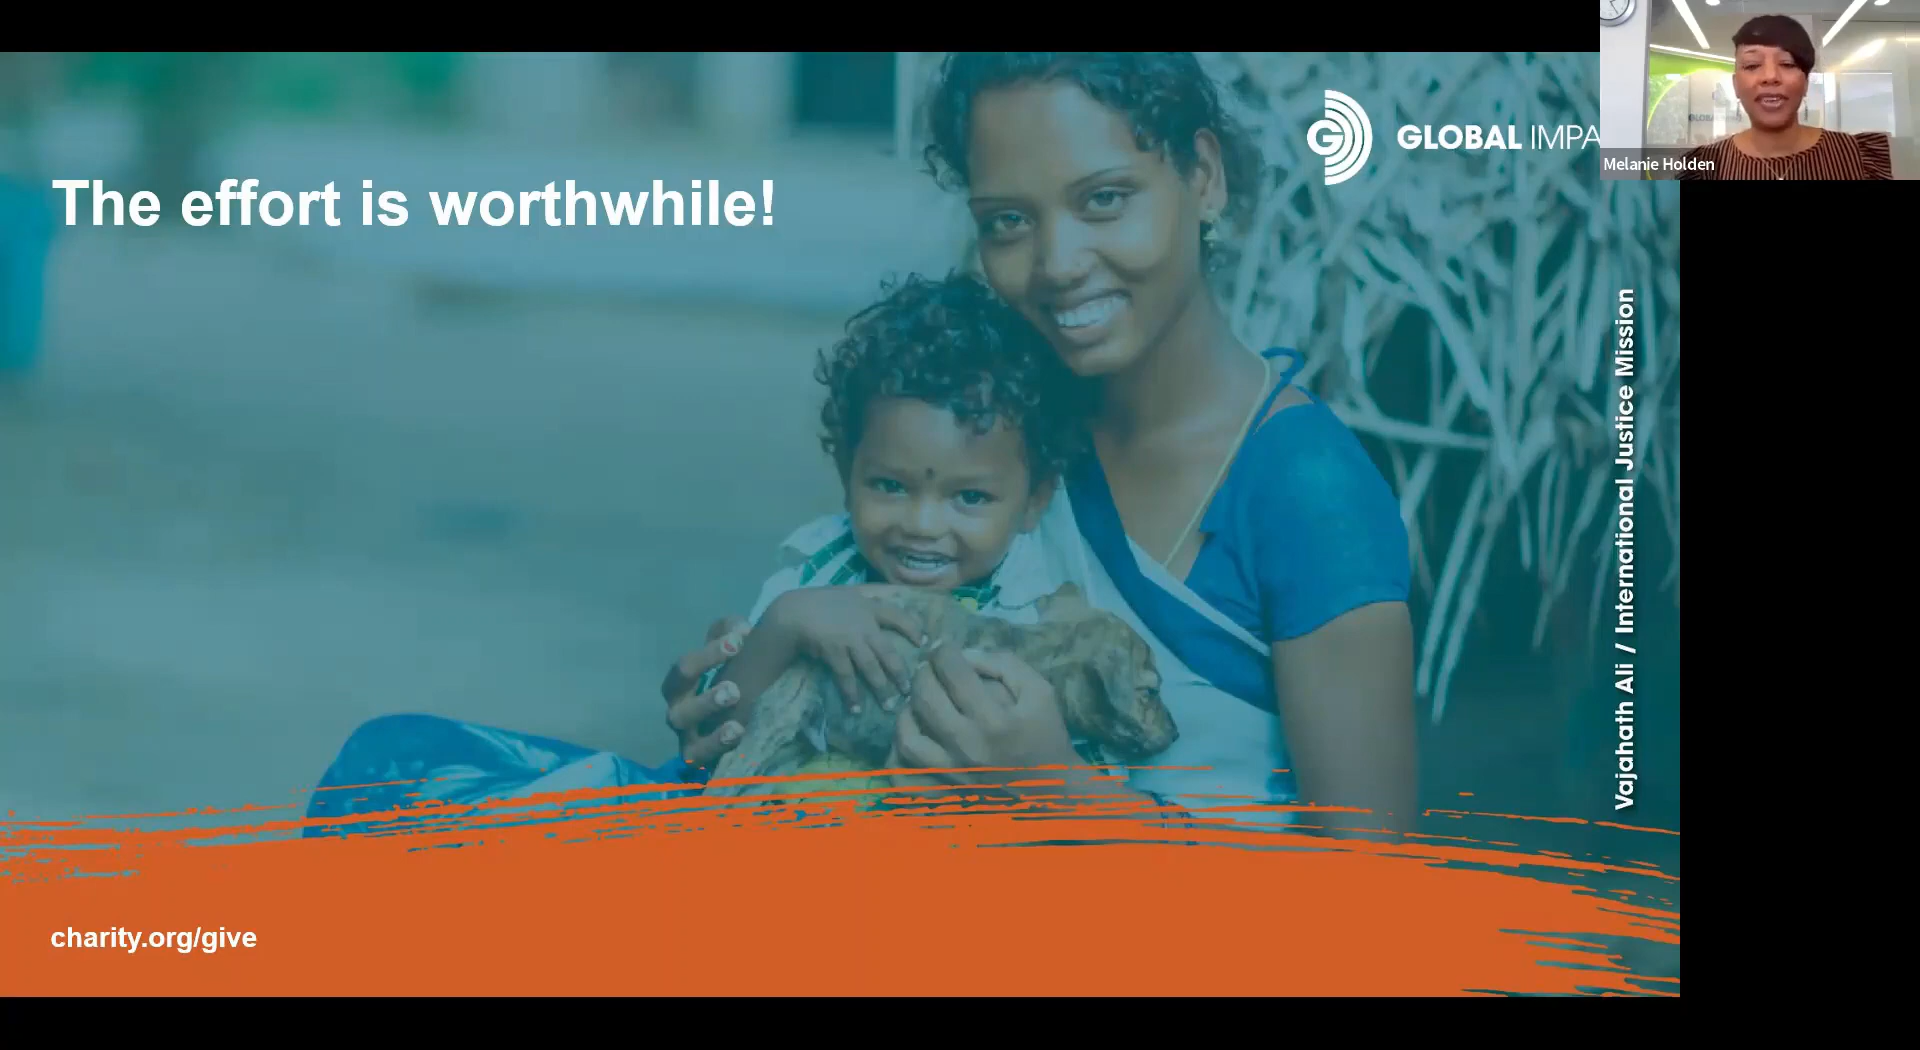 The effort is worthwhile!
GLOBAL IMPA
Melanie Holden
Vajahath Ali / International Justice Mission
charity.org/give